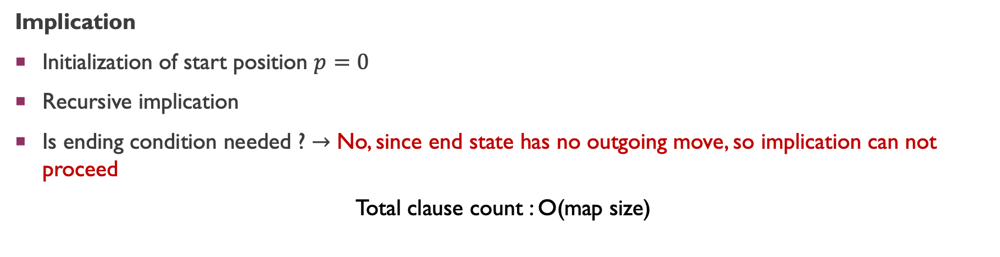 Implication
▪ Initialization of start position p = 0
▪ Recursive implication
▪ Is ending condition needed ? → No, since end state has no outgoing move, so implication can not
proceed
Total clause count : O(map size)